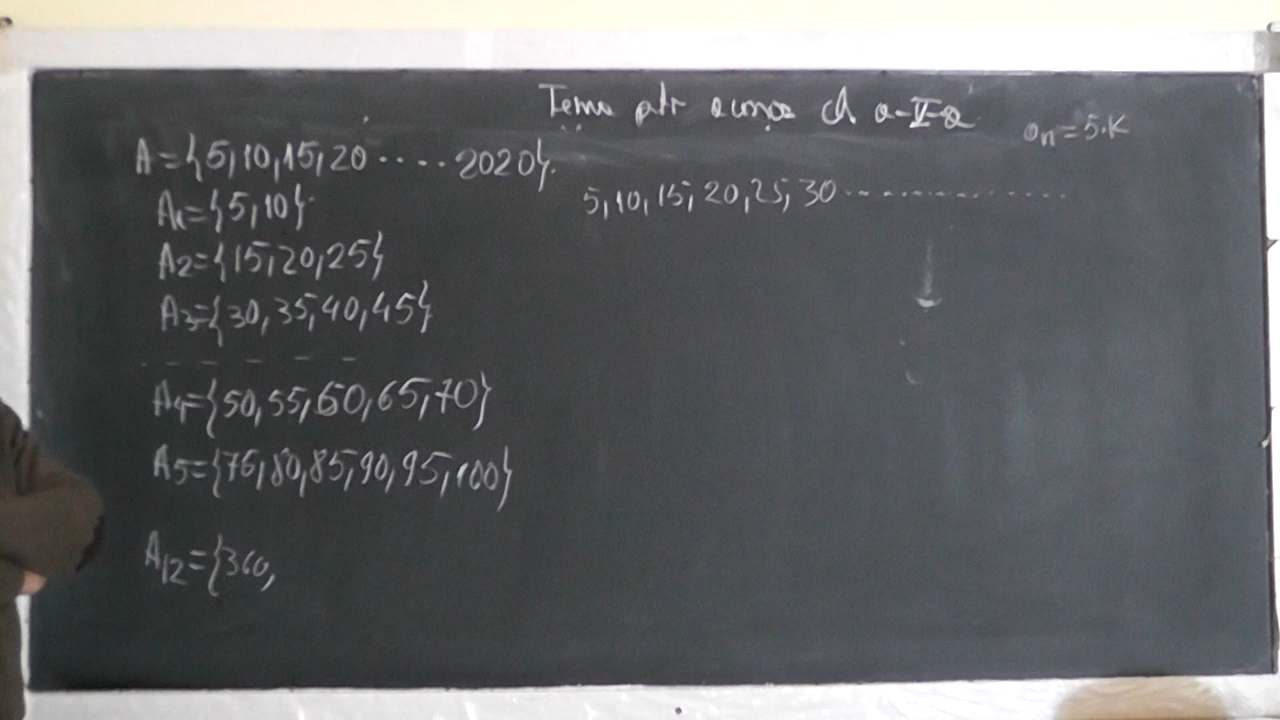 Tema ptr acasa cl a-V-a
an=5.K
A={5,10,15,20.....2020}.
5,10,15,20,25,30..............
A1={5,10}
A2={15,20,25}
A3={30,35,40,45}
- - - - -
A4={50,55,60,65,70}
A5={75,80,85,90,95,100}
A12={360,